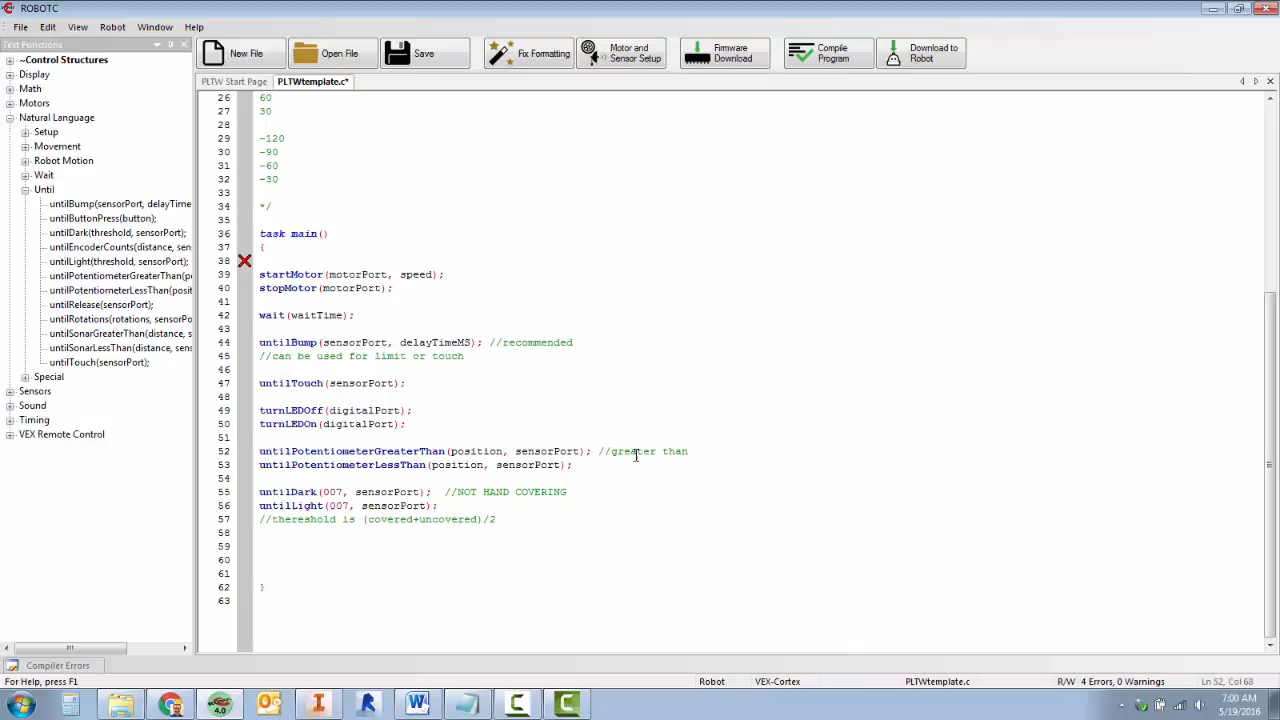 ROBOTC
File Edit View Robot Window Help
Text Functions
New File
Open File
Save
Fix Formatting
Motor and
Sensor Setup
Firmware
Download
Compile
Program
Download to
Robot
~Control Structures
Display
Math
Motors
Natural Language
Setup
Movement
Robot Motion
Wait
Until
untilBump(sensorPort, delayTime
untilButtonPress(button);
untilDark(threshold, sensorPort);
untilEncoderCounts(distance, sen
untilLight(threshold, sensorPort);
untilPotentiometerGreaterThan(po
untilPotentiometerLessThan(posit
untilRelease(sensorPort);
untilRotations(rotations, sensorPo
untilSonarGreaterThan(distance, s
untilSonarLessThan(distance, sens
untilTouch(sensorPort);
Special
Sensors
Sound
Timing
VEX Remote Control
PLTW Start Page PLTWtemplate.c*
26 60
27 30
28
29 -120
30 -90
31 -60
32 -30
33
34 */
35
36 task main()
37 {
38
39 startMotor(motorPort, speed);
40 stopMotor(motorPort);
41
42 wait(waitTime);
43
44 untilBump(sensorPort, delayTimeMS); //recommended
45 //can be used for limit or touch
46
47 untilTouch(sensorPort);
48
49 turnLEDOff(digitalPort);
50 turnLEDOn(digitalPort);
51
52 untilPotentiometerGreaterThan(position, sensorPort); //greater than
53 untilPotentiometerLessThan(position, sensorPort);
54
55 untilDark(007, sensorPort); //NOT HAND COVERING
56 untilLight(007, sensorPort);
57 //thereshold is (covered+uncovered)/2
58
59
60
61
62 }
63
Compiler Errors
For Help, press F1
Robot VEX-Cortex PLTWtemplate.c R/W 4 Errors, 0 Warnings Ln 52, Col 68
4.0
7:00 AM
5/19/2016